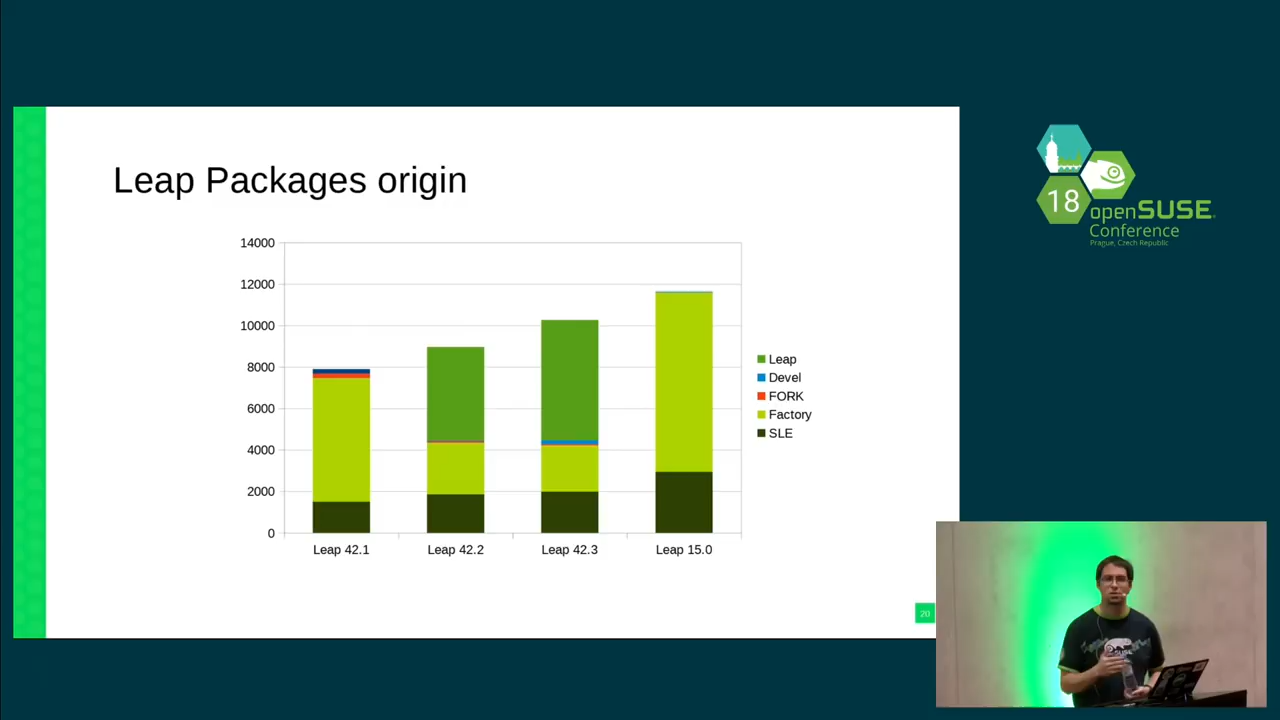 Leap Packages origin
14000
12000
10000
8000
6000
4000
2000
0
Leap 42.1
Leap 42.2
Leap 42.3
Leap 15.0
Leap
Devel
FORK
Factory
SLE
20
18
openSUSE
Conference
Prague, Czech Republic